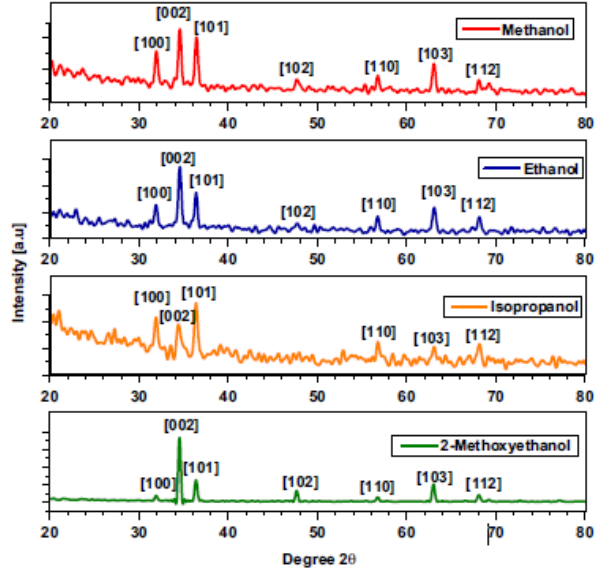 [002]
[101]
[100]
[102]
[110]
[103]
[112]
Methanol
20 30 40 50 60 70 80
[002]
[100]
[101]
[102]
[110]
[103]
[112]
Ethanol
20 30 40 50 60 70 80
[100]
[002]
[101]
[110]
[103]
[112]
Isopropanol
20 30 40 50 60 70 80
[002]
[100]
[101]
[102]
[110]
[103]
[112]
2-Methoxyethanol
20 30 40 50 60 70 80
Intensity [a.u]
Degree 2θ